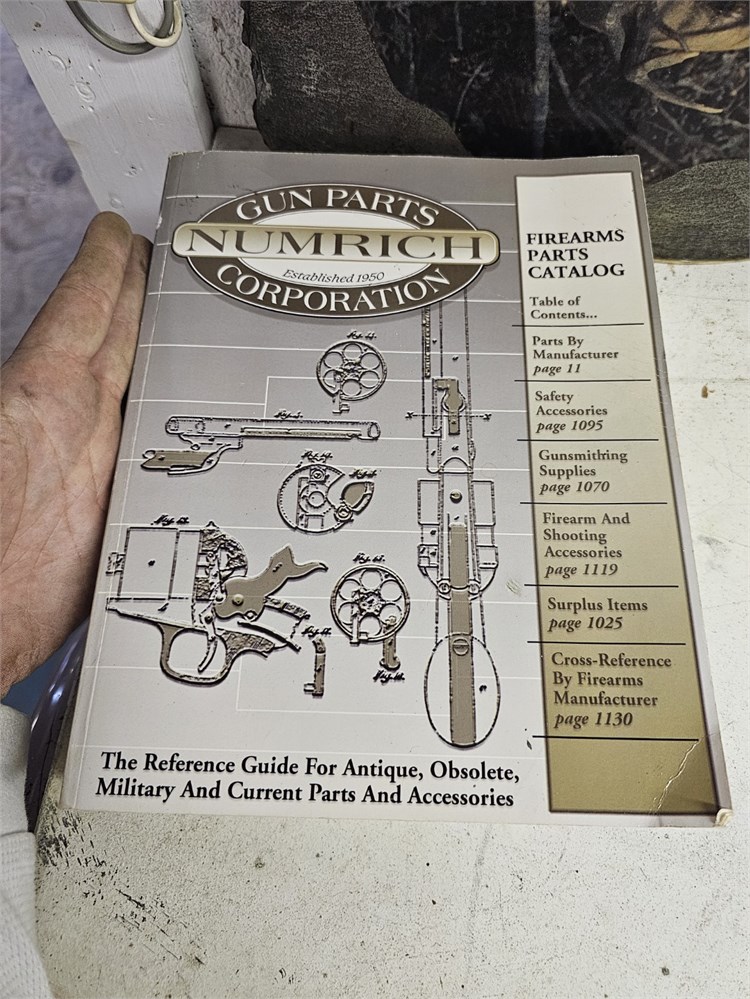 GUN PARTS
NUMRICH
Established 1950
CORPORATION
FIREARMS
PARTS
CATALOG
Table of
Contents...
Parts By
Manufacturer
page 11
Safety
Accessories
page 1095
Gunsmithing
Supplies
page 1070
Firearm And
Shooting
Accessories
page 1119
Surplus Items
page 1025
Cross-Reference
By Firearms
Manufacturer
page 1130
The Reference Guide For Antique, Obsolete,
Military And Current Parts And Accessories